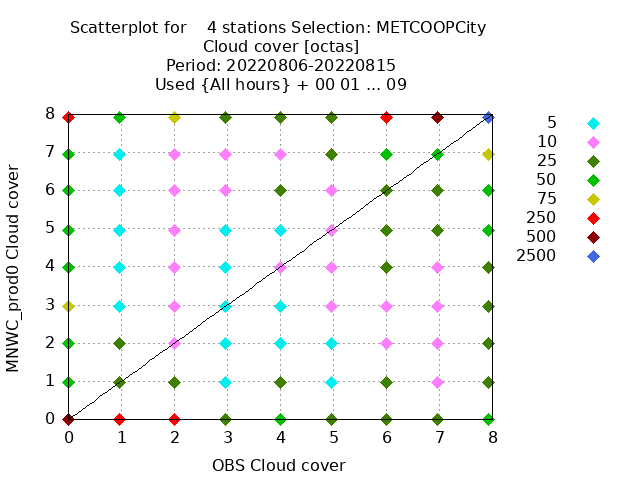 Scatterplot for    4 stations Selection: METCOOPCity
Cloud cover [octas]
Period: 20220806-20220815
Used {All hours} + 00 01 ... 09
MNWC_prod0 Cloud cover
8
7
6
5
4
3
2
1
0
0 1 2 3 4 5 6 7 8
OBS Cloud cover
5
10
25
50
75
250
500
2500